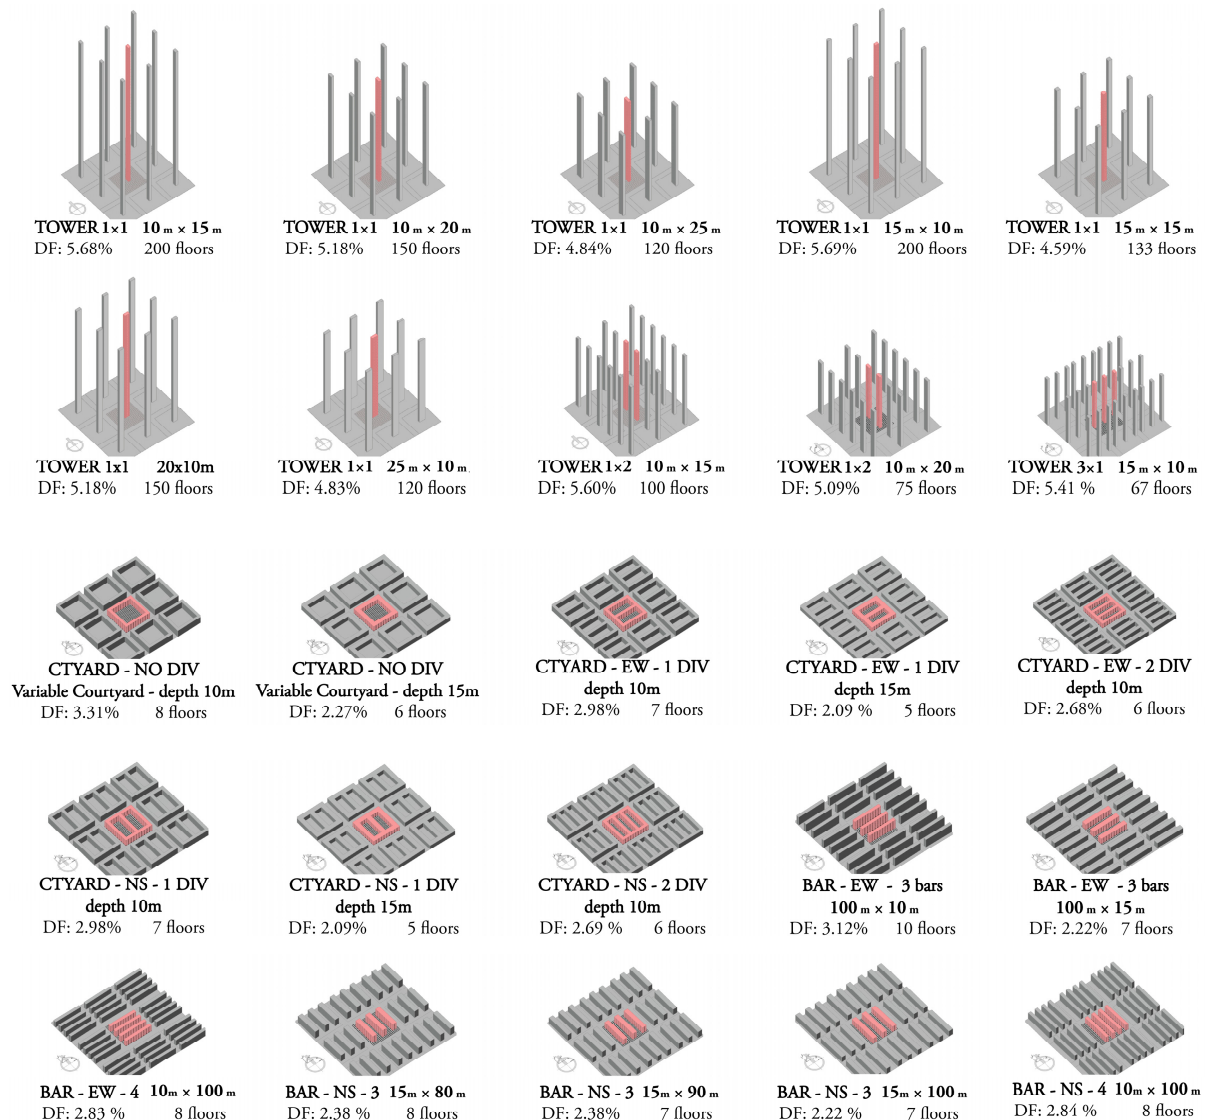 TOWER 1×1 10 m × 15 m
DF: 5.68% 200 floors
TOWER 1×1 10 m × 20 m
DF: 5.18% 150 floors
TOWER 1×1 10 m × 25 m
DF: 4.84% 120 floors
TOWER 1×1 15 m × 10 m
DF: 5.69% 200 floors
TOWER 1×1 15 m × 15 m
DF: 4.59% 133 floors
TOWER 1x1 20x10m
DF: 5.18% 150 floors
TOWER 1×1 25 m × 10 m
DF: 4.83% 120 floors
TOWER 1×2 10 m × 15 m
DF: 5.60% 100 floors
TOWER 1×2 10 m × 20 m
DF: 5.09% 75 floors
TOWER 3×1 15 m × 10 m
DF: 5.41 % 67 floors
CTYARD - NO DIV
Variable Courtyard - depth 10m
DF: 3.31% 8 floors
CTYARD - NO DIV
Variable Courtyard - depth 15m
DF: 2.27% 6 floors
CTYARD - EW - 1 DIV
depth 10m
DF: 2.98% 7 floors
CTYARD - EW - 1 DIV
depth 15m
DF: 2.09 % 5 floors
CTYARD - EW - 2 DIV
depth 10m
DF: 2.68% 6 floors
CTYARD - NS - 1 DIV
depth 10m
DF: 2.98% 7 floors
CTYARD - NS - 1 DIV
depth 15m
DF: 2.09% 5 floors
CTYARD - NS - 2 DIV
depth 10m
DF: 2.69 % 6 floors
BAR - EW - 3 bars
100 m × 10 m
DF: 3.12% 10 floors
BAR - EW - 3 bars
100 m × 15 m
DF: 2.22% 7 floors
BAR - EW - 4 10m × 100 m
DF: 2.83 % 8 floors
BAR - NS - 3 15m × 80 m
DF: 2.38 % 8 floors
BAR - NS - 3 15m × 90 m
DF: 2.38% 7 floors
BAR - NS - 3 15m × 100 m
DF: 2.22 % 7 floors
BAR - NS - 4 10m × 100 m
DF: 2.84 % 8 floors